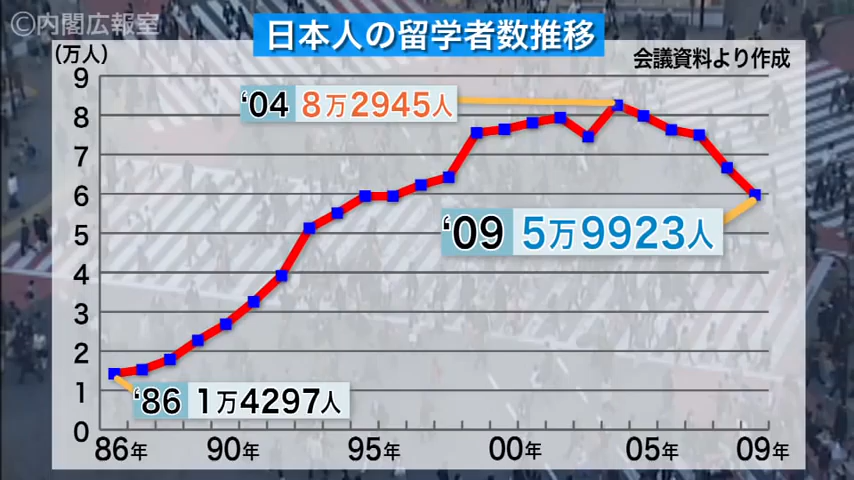 ©内閣広報室
日本人の留学者数推移
(万人)
会議資料より作成
9
8
7
6
5
4
3
2
1
0
‘04 8万2945人
‘09 5万9923人
‘86 1万4297人
86年 90年 95年 00年 05年 09年